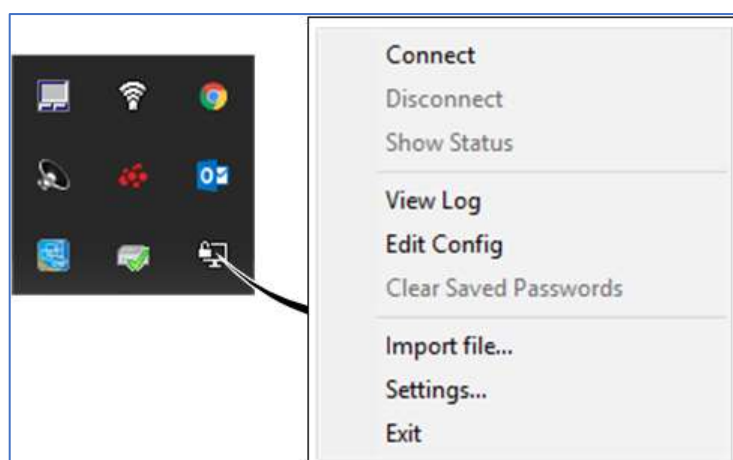 Connect
Disconnect
Show Status
View Log
Edit Config
Clear Saved Passwords
Import file...
Settings...
Exit